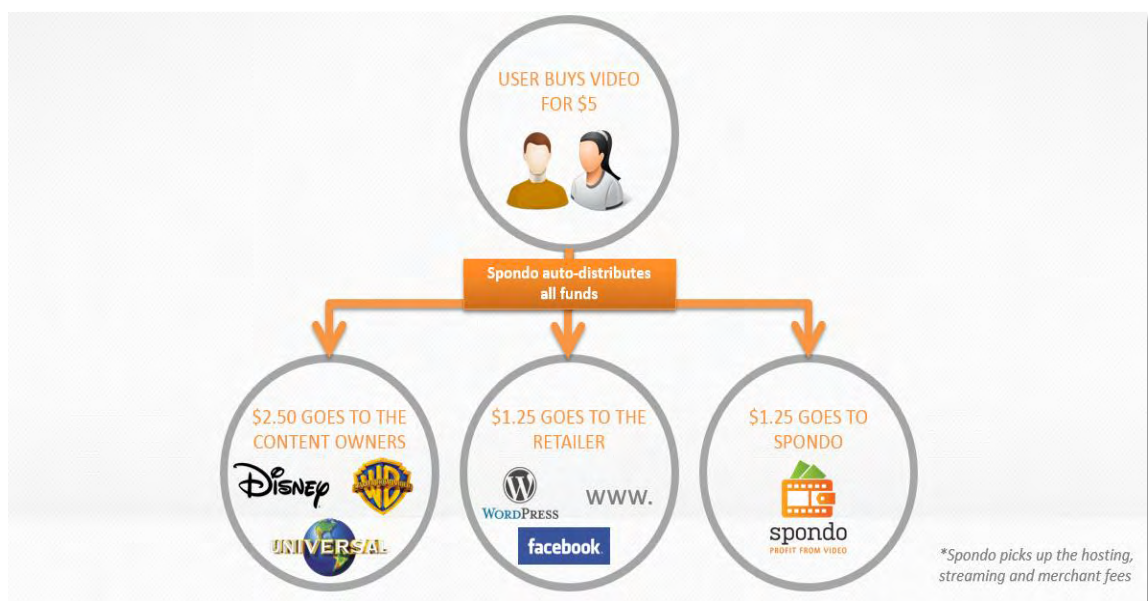 USER BUYS VIDEO
FOR $5
Spondo auto-distributes
all funds
$2.50 GOES TO THE
CONTENT OWNERS
DISNEY
WB
UNIVERSAL
$1.25 GOES TO THE
RETAILER
WORDPRESS
www.
facebook
$1.25 GOES TO
SPONDO
spondo
PROFIT FROM VIDEO
*Spondo picks up the hosting,
streaming and merchant fees